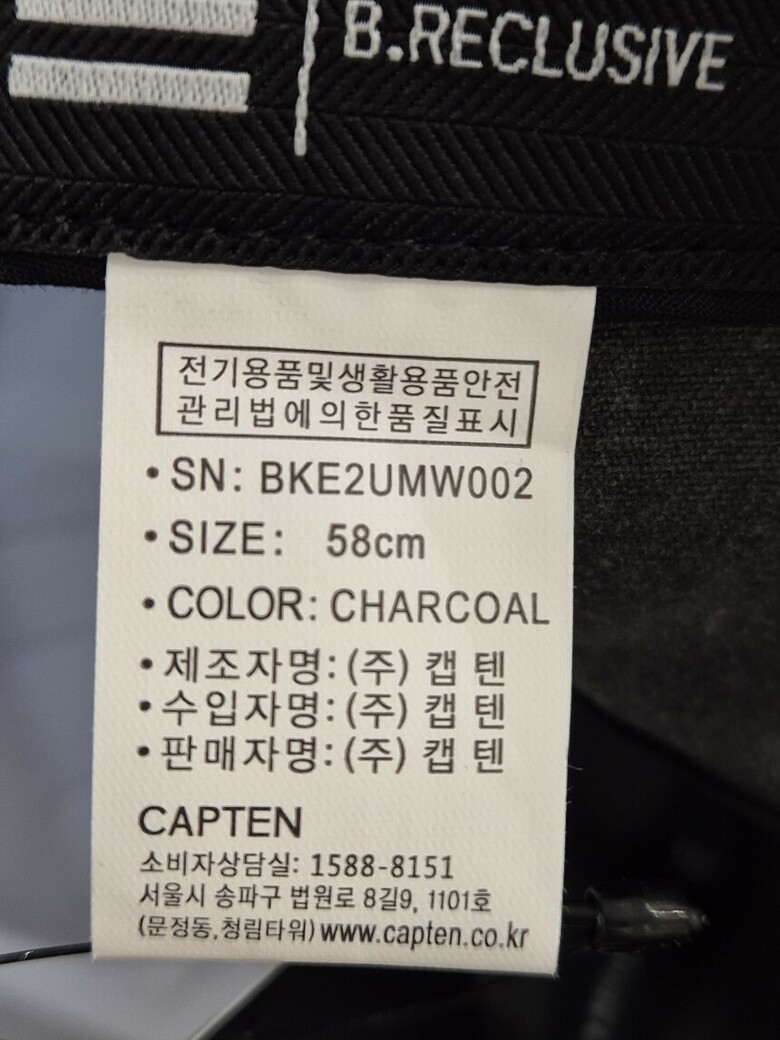 B.RECLUSIVE
전기용품및생활용품안전
관리법에의한품질표시
• SN: BKE2UMW002
• SIZE: 58cm
• COLOR: CHARCOAL
• 제조자명: (주) 캡 텐
• 수입자명: (주) 캡 텐
• 판매자명: (주) 캡 텐
CAPTEN
소비자상담실: 1588-8151
서울시 송파구 법원로 8길9, 1101호
(문정동,청림타워) www.capten.co.kr